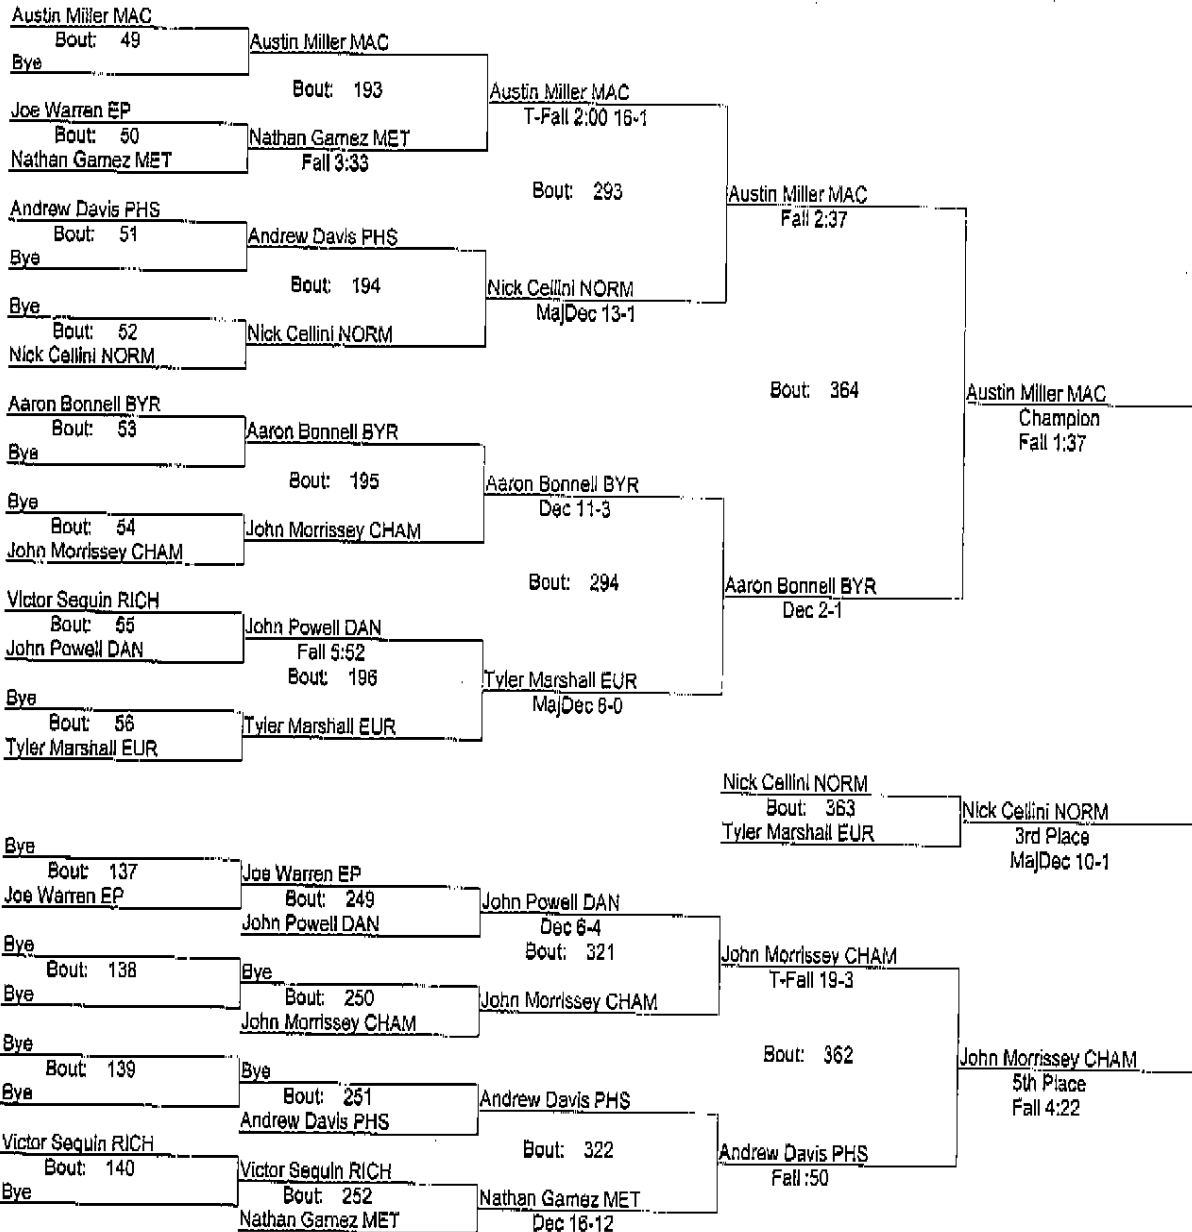 Austin Miller MAC
Bout: 49
Bye
Austin Miller MAC
Bout: 193
Joe Warren EP
Bout: 50
Nathan Gamez MET
Nathan Gamez MET
Fall 3:33
Austin Miller MAC
T-Fall 2:00 16-1
Bout: 293
Andrew Davis PHS
Bout: 51
Bye
Andrew Davis PHS
Bout: 194
Bye
Bout: 52
Nick Cellini NORM
Nick Cellini NORM
Nick Cellini NORM
MajDec 13-1
Austin Miller MAC
Fall 2:37
Bout: 364
Aaron Bonnell BYR
Bout: 53
Bye
Aaron Bonnell BYR
Bout: 195
Bye
Bout: 54
John Morrissey CHAM
John Morrissey CHAM
Aaron Bonnell BYR
Dec 11-3
Bout: 294
Victor Sequin RICH
Bout: 55
John Powell DAN
John Powell DAN
Fall 5:52
Bout: 196
Bye
Bout: 56
Tyler Marshall EUR
Tyler Marshall EUR
Tyler Marshall EUR
MajDec 8-0
Aaron Bonnell BYR
Dec 2-1
Austin Miller MAC
Champion
Fall 1:37
Nick Cellini NORM
Bout: 363
Tyler Marshall EUR
Nick Cellini NORM
3rd Place
MajDec 10-1
Bye
Bout: 137
Joe Warren EP
Joe Warren EP
Bout: 249
John Powell DAN
John Powell DAN
Dec 6-4
Bout: 321
Bye
Bout: 138
Bye
Bye
Bout: 250
John Morrissey CHAM
John Morrissey CHAM
John Morrissey CHAM
T-Fall 19-3
Bout: 362
Bye
Bout: 139
Bye
Bye
Bout: 251
Andrew Davis PHS
Andrew Davis PHS
Bout: 322
Victor Sequin RICH
Bout: 140
Bye
Victor Sequin RICH
Bout: 252
Nathan Gamez MET
Nathan Gamez MET
Dec 16-12
Andrew Davis PHS
Fall :50
John Morrissey CHAM
5th Place
Fall 4:22